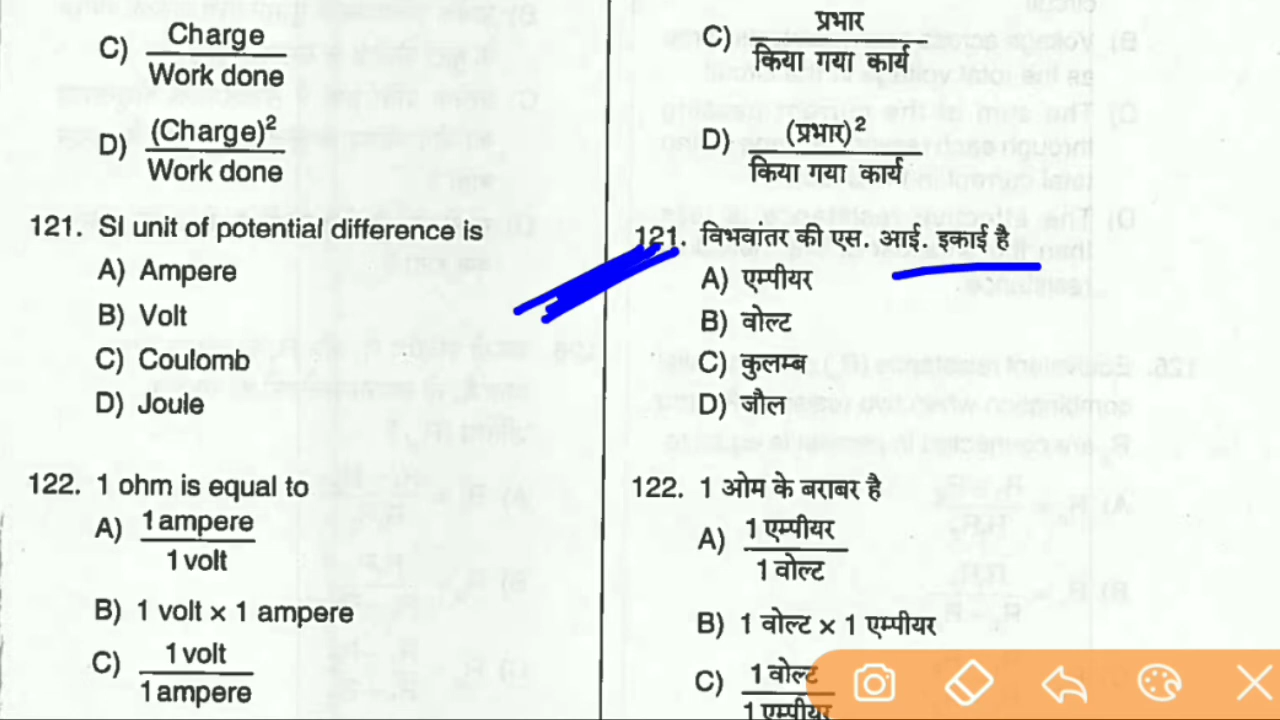 C) Charge
Work done
D) (Charge)²
Work done
121. SI unit of potential difference is
A) Ampere
B) Volt
C) Coulomb
D) Joule
122. 1 ohm is equal to
A) 1 ampere
1 volt
B) 1 volt × 1 ampere
C) 1 volt
1 ampere
C) प्रभार
किया गया कार्य
D) (प्रभार)²
किया गया कार्य
121. विभवांतर की एस. आई. इकाई है
A) एम्पीयर
B) वोल्ट
C) कुलम्ब
D) जौल
122. 1 ओम के बराबर है
A) 1 एम्पीयर
1 वोल्ट
B) 1 वोल्ट × 1 एम्पीयर
C) 1 वोल्ट
1 एम्पीयर